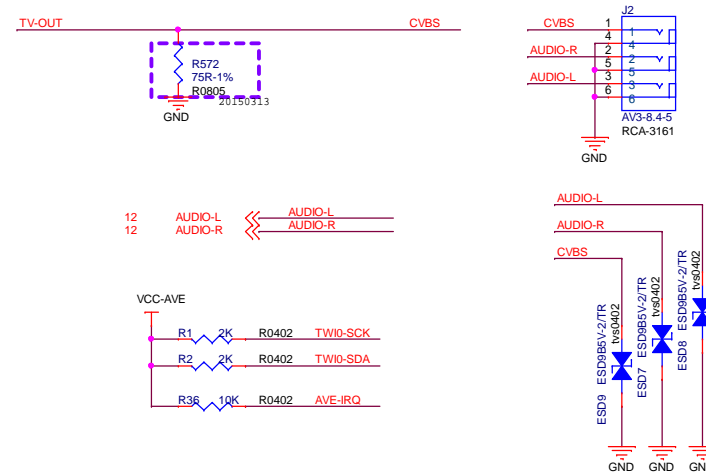 TV-OUT
CVBS
R572
75R-1%
R0805
20150313
GND
J2
CVBS
1
1
4
4
AUDIO-R
2
2
5
5
AUDIO-L
3
3
6
6
AV3-8.4-5
RCA-3161
GND
12 AUDIO-L
AUDIO-L
12 AUDIO-R
AUDIO-R
VCC-AVE
R1 2K R0402 TWI0-SCK
R2 2K R0402 TWI0-SDA
R36 10K R0402 AVE-IRQ
AUDIO-L
AUDIO-R
CVBS
ESD9
ESD9B5V-2/TR
tvs0402
ESD7
ESD9B5V-2/TR
tvs0402
ESD8
ESD9B5V-2/TR
tvs0402
GND
GND
GND